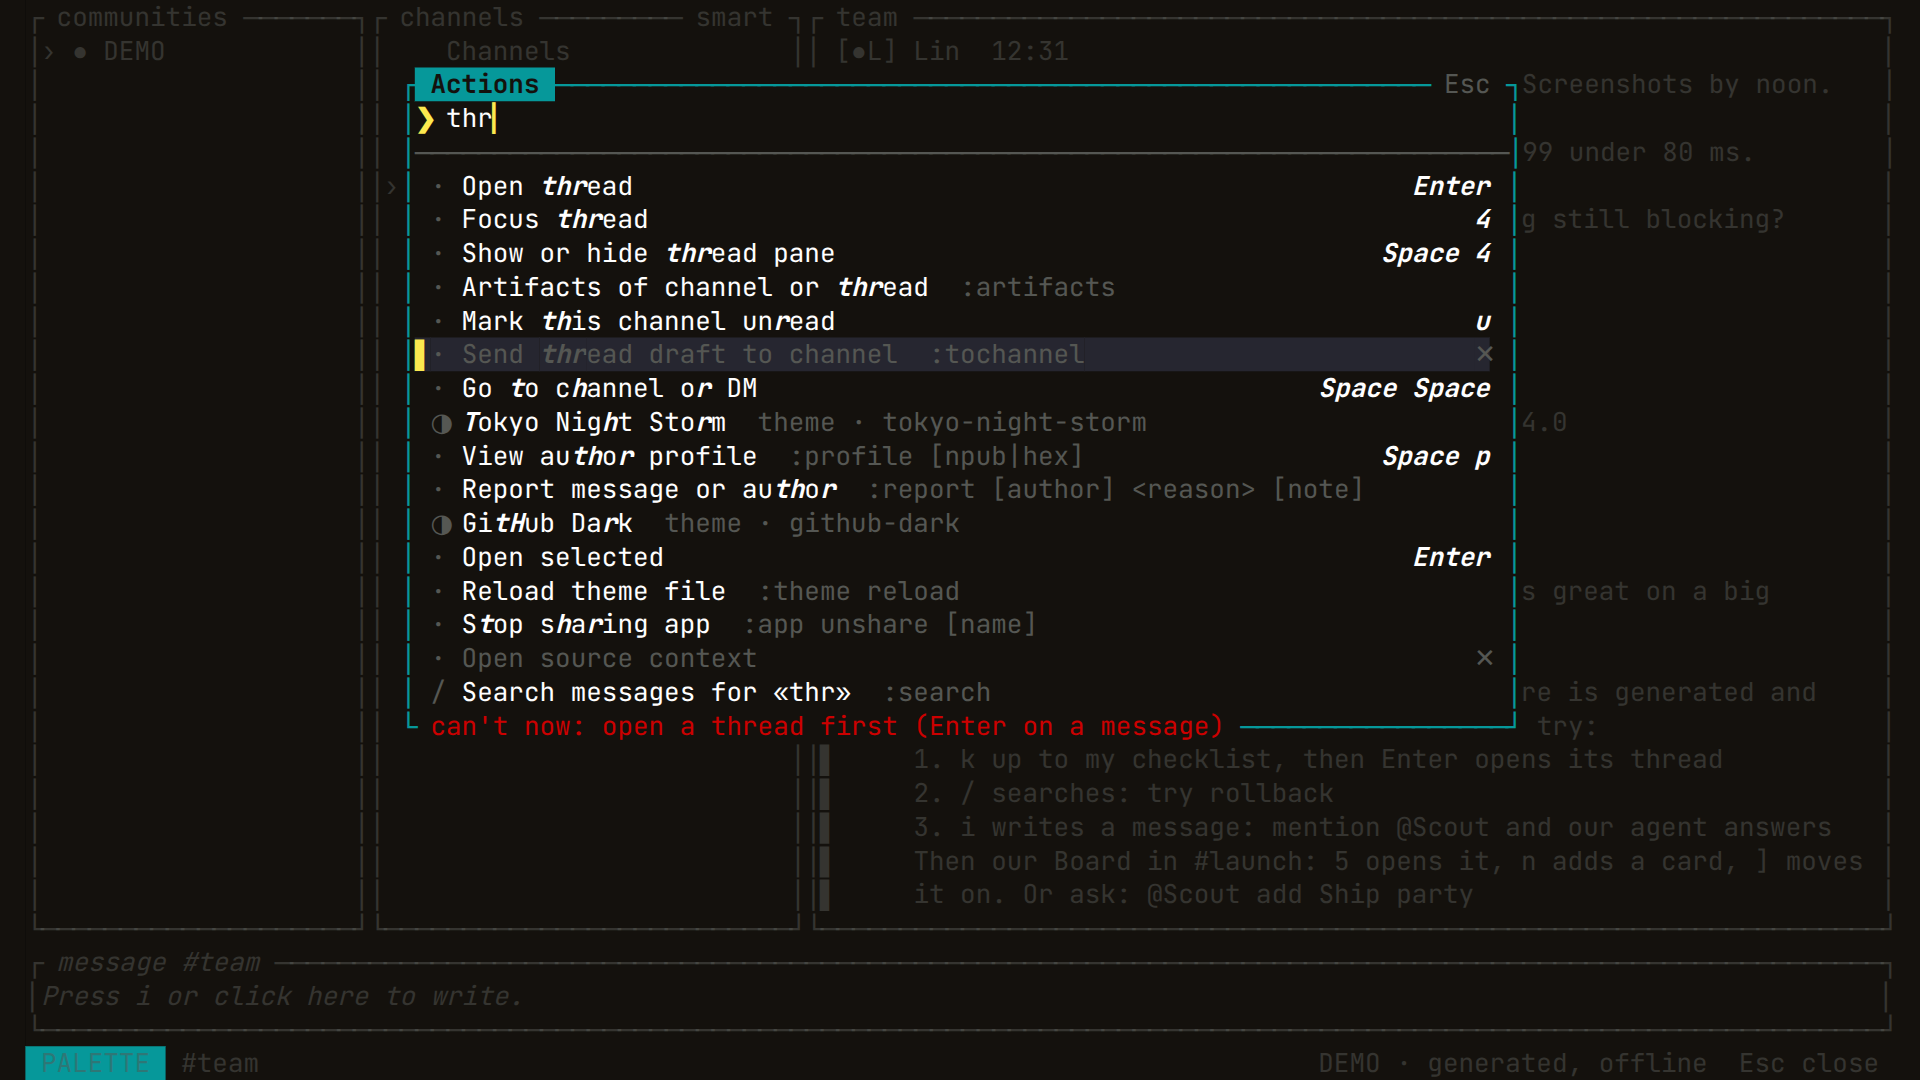 communities channels smart team
› ● DEMO Channels [●L] Lin 12:31
Actions Esc Screenshots by noon.
❯ thr
99 under 80 ms.
· Open thread Enter
›
· Focus thread 4 g still blocking?
· Show or hide thread pane Space 4
· Artifacts of channel or thread :artifacts
· Mark this channel unread u
· Send thread draft to channel :tochannel ×
· Go to channel or DM Space Space
◑ Tokyo Night Storm theme · tokyo-night-storm 4.0
· View author profile :profile [npub|hex] Space p
· Report message or author :report [author] <reason> [note]
◑ GitHub Dark theme · github-dark
· Open selected Enter
· Reload theme file :theme reload s great on a big
· Stop sharing app :app unshare [name]
· Open source context ×
/ Search messages for «thr» :search re is generated and
can't now: open a thread first (Enter on a message) try:
1. k up to my checklist, then Enter opens its thread
2. / searches: try rollback
3. i writes a message: mention @Scout and our agent answers
Then our Board in #launch: 5 opens it, n adds a card, ] moves
it on. Or ask: @Scout add Ship party
message #team
Press i or click here to write.
PALETTE #team DEMO · generated, offline Esc close